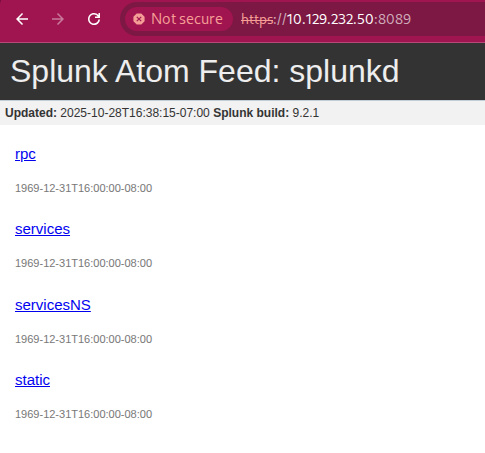 Not secure https://10.129.232.50:8089
Splunk Atom Feed: splunkd
Updated: 2025-10-28T16:38:15-07:00 Splunk build: 9.2.1
rpc
1969-12-31T16:00:00-08:00
services
1969-12-31T16:00:00-08:00
servicesNS
1969-12-31T16:00:00-08:00
static
1969-12-31T16:00:00-08:00